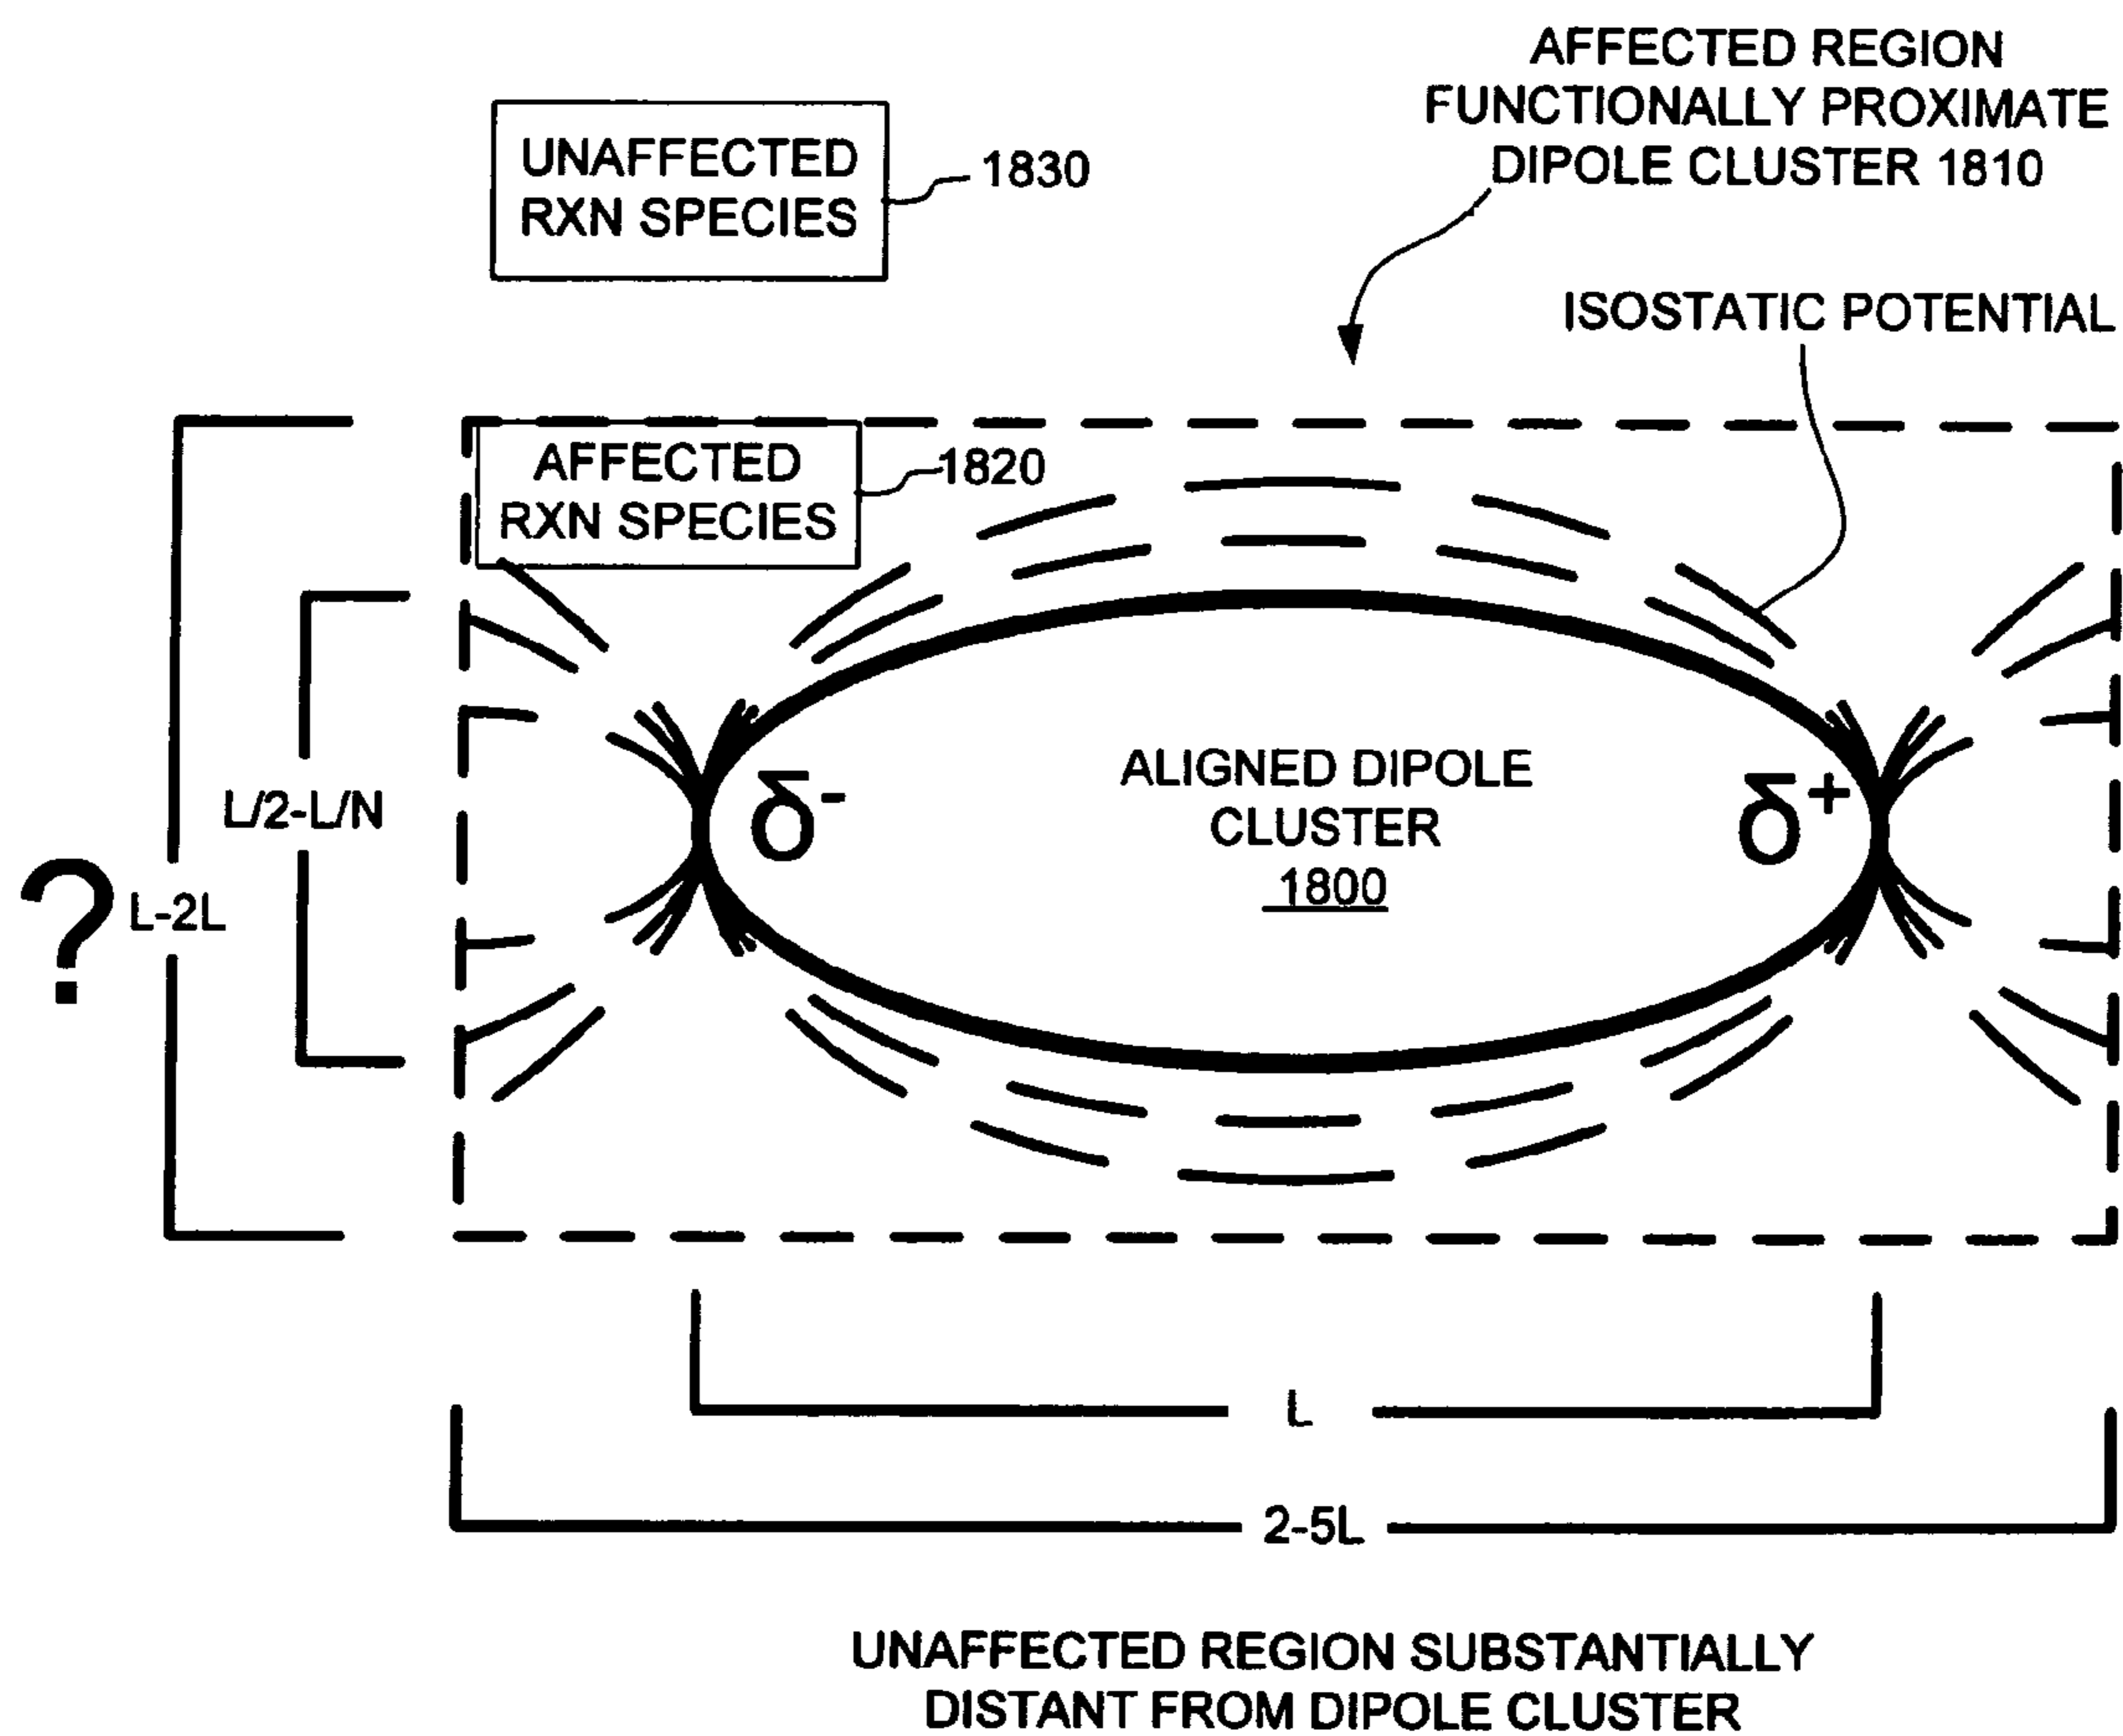 AFFECTED REGION
FUNCTIONALLY PROXIMATE
DIPOLE CLUSTER 1810
UNAFFECTED
RXN SPECIES
1830
ISOSTATIC POTENTIAL
AFFECTED
RXN SPECIES
1820
L/2-L/N
? L-2L
δ-
ALIGNED DIPOLE
CLUSTER
1800
δ+
L
2-5L
UNAFFECTED REGION SUBSTANTIALLY
DISTANT FROM DIPOLE CLUSTER